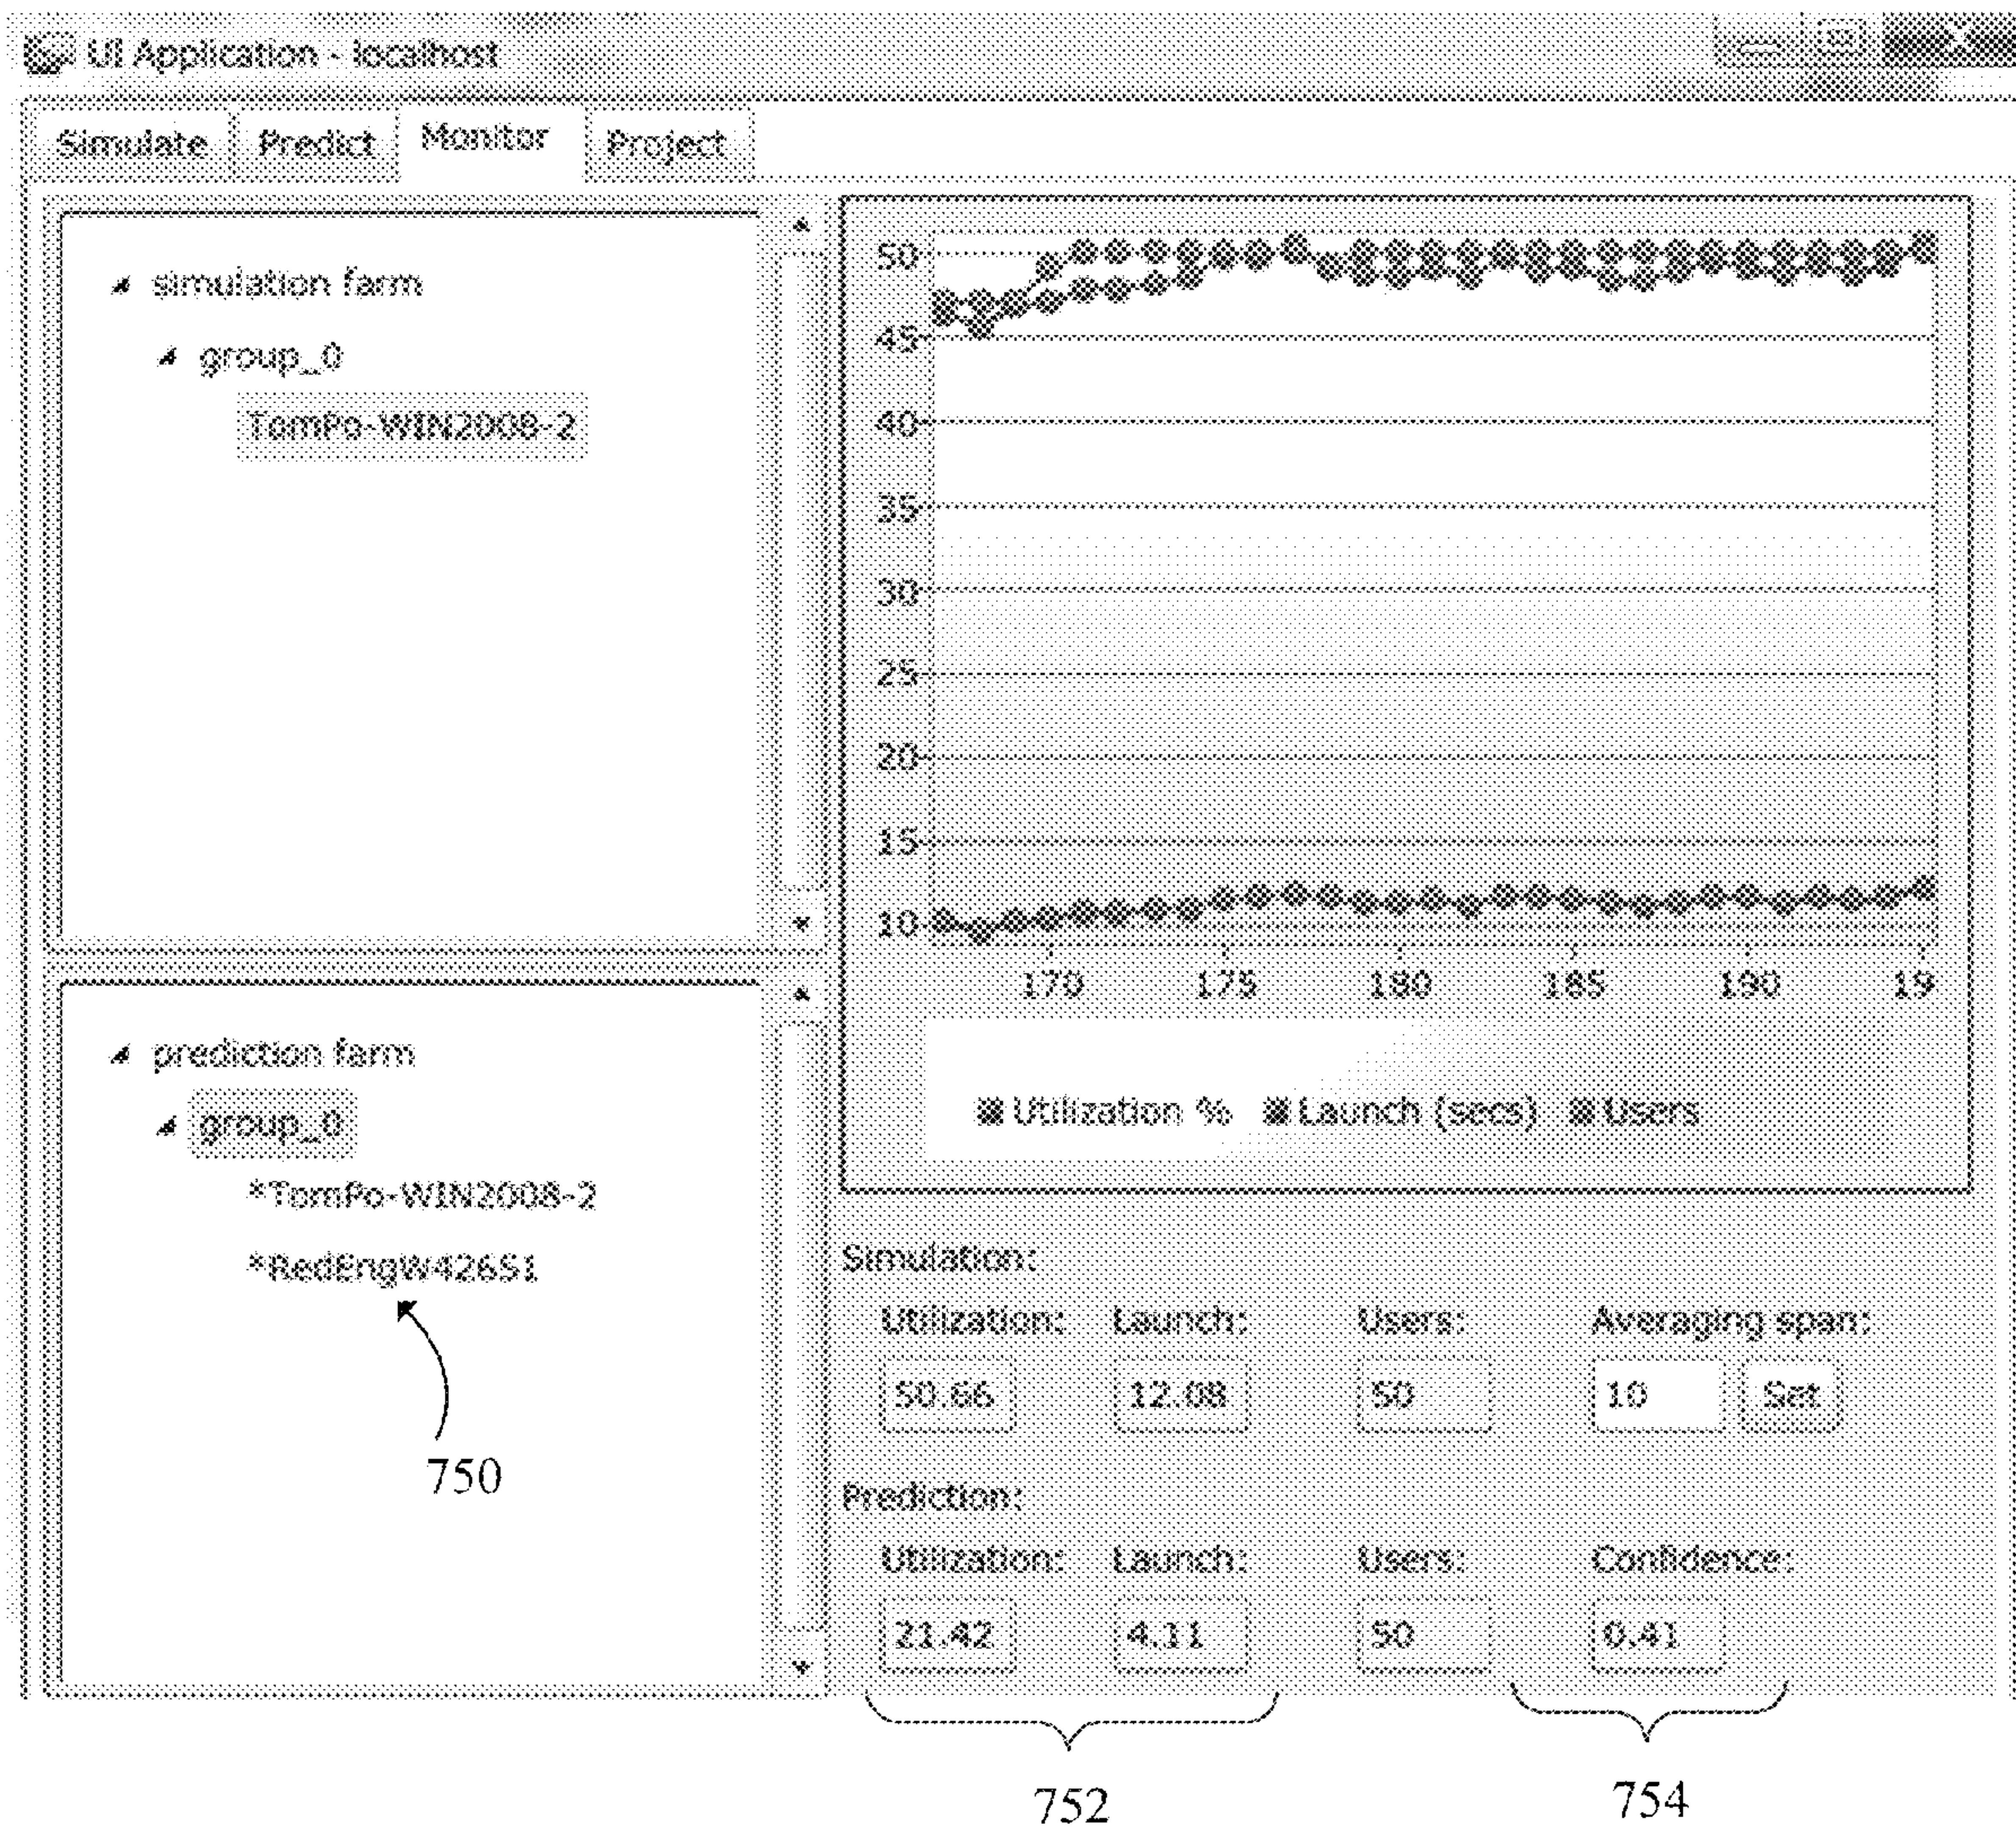 UI Application - localhost
Simulate Predict Monitor Project
simulation farm
group_0
TomPo-WIN2008-2
prediction farm
group_0
*TomPo-WIN2008-2
*RedEngW426S1
750
50
45
40
35
30
25
20
15
10
170 175 180 185 190 19
Utilization % Launch (secs) Users
Simulation:
Utilization: Launch: Users: Averaging span:
50.66 12.08 50 10 Set
Prediction:
Utilization: Launch: Users: Confidence:
21.42 4.11 50 0.41
752 754